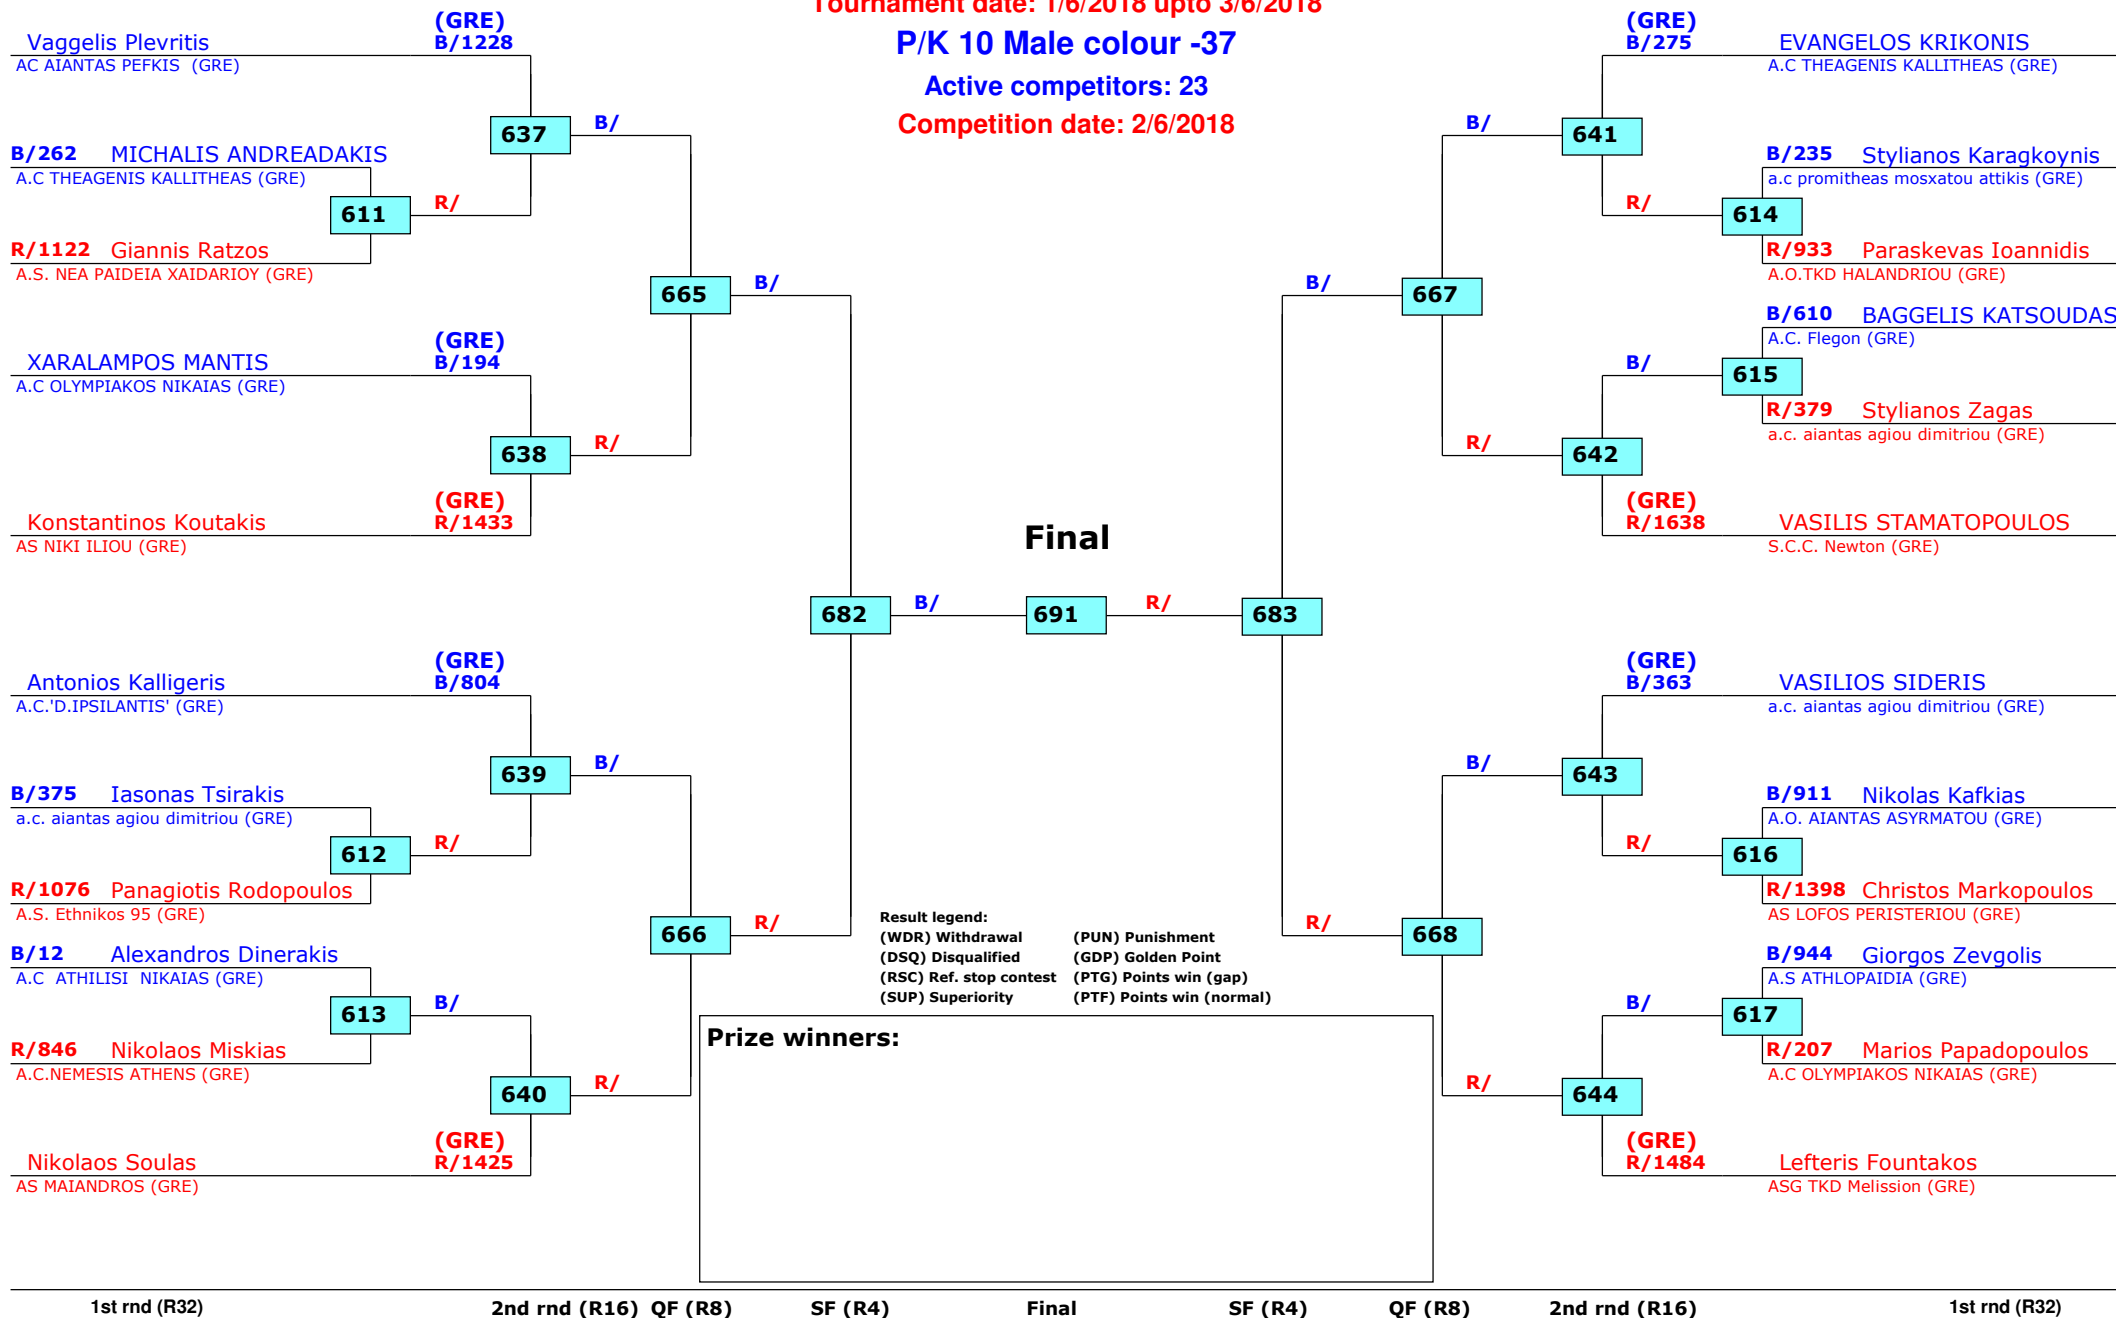 Tournament date: 1/6/2018 upto 3/6/2018
P/K 10 Male colour -37
Active competitors: 23
Competition date: 2/6/2018
(GRE)
Vaggelis Plevritis B/1228
AC AIANTAS PEFKIS (GRE)
637 B/
B/262 MICHALIS ANDREADAKIS
A.C THEAGENIS KALLITHEAS (GRE)
611 R/
R/1122 Giannis Ratzos
A.S. NEA PAIDEIA XAIDARIOY (GRE)
665 B/
(GRE)
XARALAMPOS MANTIS B/194
A.C OLYMPIAKOS NIKAIAS (GRE)
638 R/
(GRE)
Konstantinos Koutakis R/1433
AS NIKI ILIOU (GRE)
Final
682 B/ 691 R/ 683
(GRE)
Antonios Kalligeris B/804
A.C.'D.IPSILANTIS' (GRE)
639 B/
B/375 Iasonas Tsirakis
a.c. aiantas agiou dimitriou (GRE)
612 R/
R/1076 Panagiotis Rodopoulos
A.S. Ethnikos 95 (GRE)
666 R/
B/12 Alexandros Dinerakis
A.C ATHILISI NIKAIAS (GRE)
613 B/
R/846 Nikolaos Miskias
A.C.NEMESIS ATHENS (GRE)
640 R/
(GRE)
Nikolaos Soulas R/1425
AS MAIANDROS (GRE)
(GRE)
B/275 EVANGELOS KRIKONIS
A.C THEAGENIS KALLITHEAS (GRE)
B/ 641
B/235 Stylianos Karagkoynis
a.c promitheas mosxatou attikis (GRE)
R/ 614
R/933 Paraskevas Ioannidis
A.O.TKD HALANDRIOU (GRE)
B/ 667
B/610 BAGGELIS KATSOUDAS
A.C. Flegon (GRE)
B/ 615
R/379 Stylianos Zagas
a.c. aiantas agiou dimitriou (GRE)
R/ 642
(GRE)
R/1638 VASILIS STAMATOPOULOS
S.C.C. Newton (GRE)
(GRE)
B/363 VASILIOS SIDERIS
a.c. aiantas agiou dimitriou (GRE)
B/ 643
B/911 Nikolas Kafkias
A.O. AIANTAS ASYRMATOU (GRE)
R/ 616
R/1398 Christos Markopoulos
AS LOFOS PERISTERIOU (GRE)
R/ 668
B/944 Giorgos Zevgolis
A.S ATHLOPAIDIA (GRE)
B/ 617
R/207 Marios Papadopoulos
A.C OLYMPIAKOS NIKAIAS (GRE)
R/ 644
(GRE)
R/1484 Lefteris Fountakos
ASG TKD Melission (GRE)
Result legend:
(WDR) Withdrawal (PUN) Punishment
(DSQ) Disqualified (GDP) Golden Point
(RSC) Ref. stop contest (PTG) Points win (gap)
(SUP) Superiority (PTF) Points win (normal)
Prize winners:
1st rnd (R32) 2nd rnd (R16) QF (R8) SF (R4) Final SF (R4) QF (R8) 2nd rnd (R16) 1st rnd (R32)